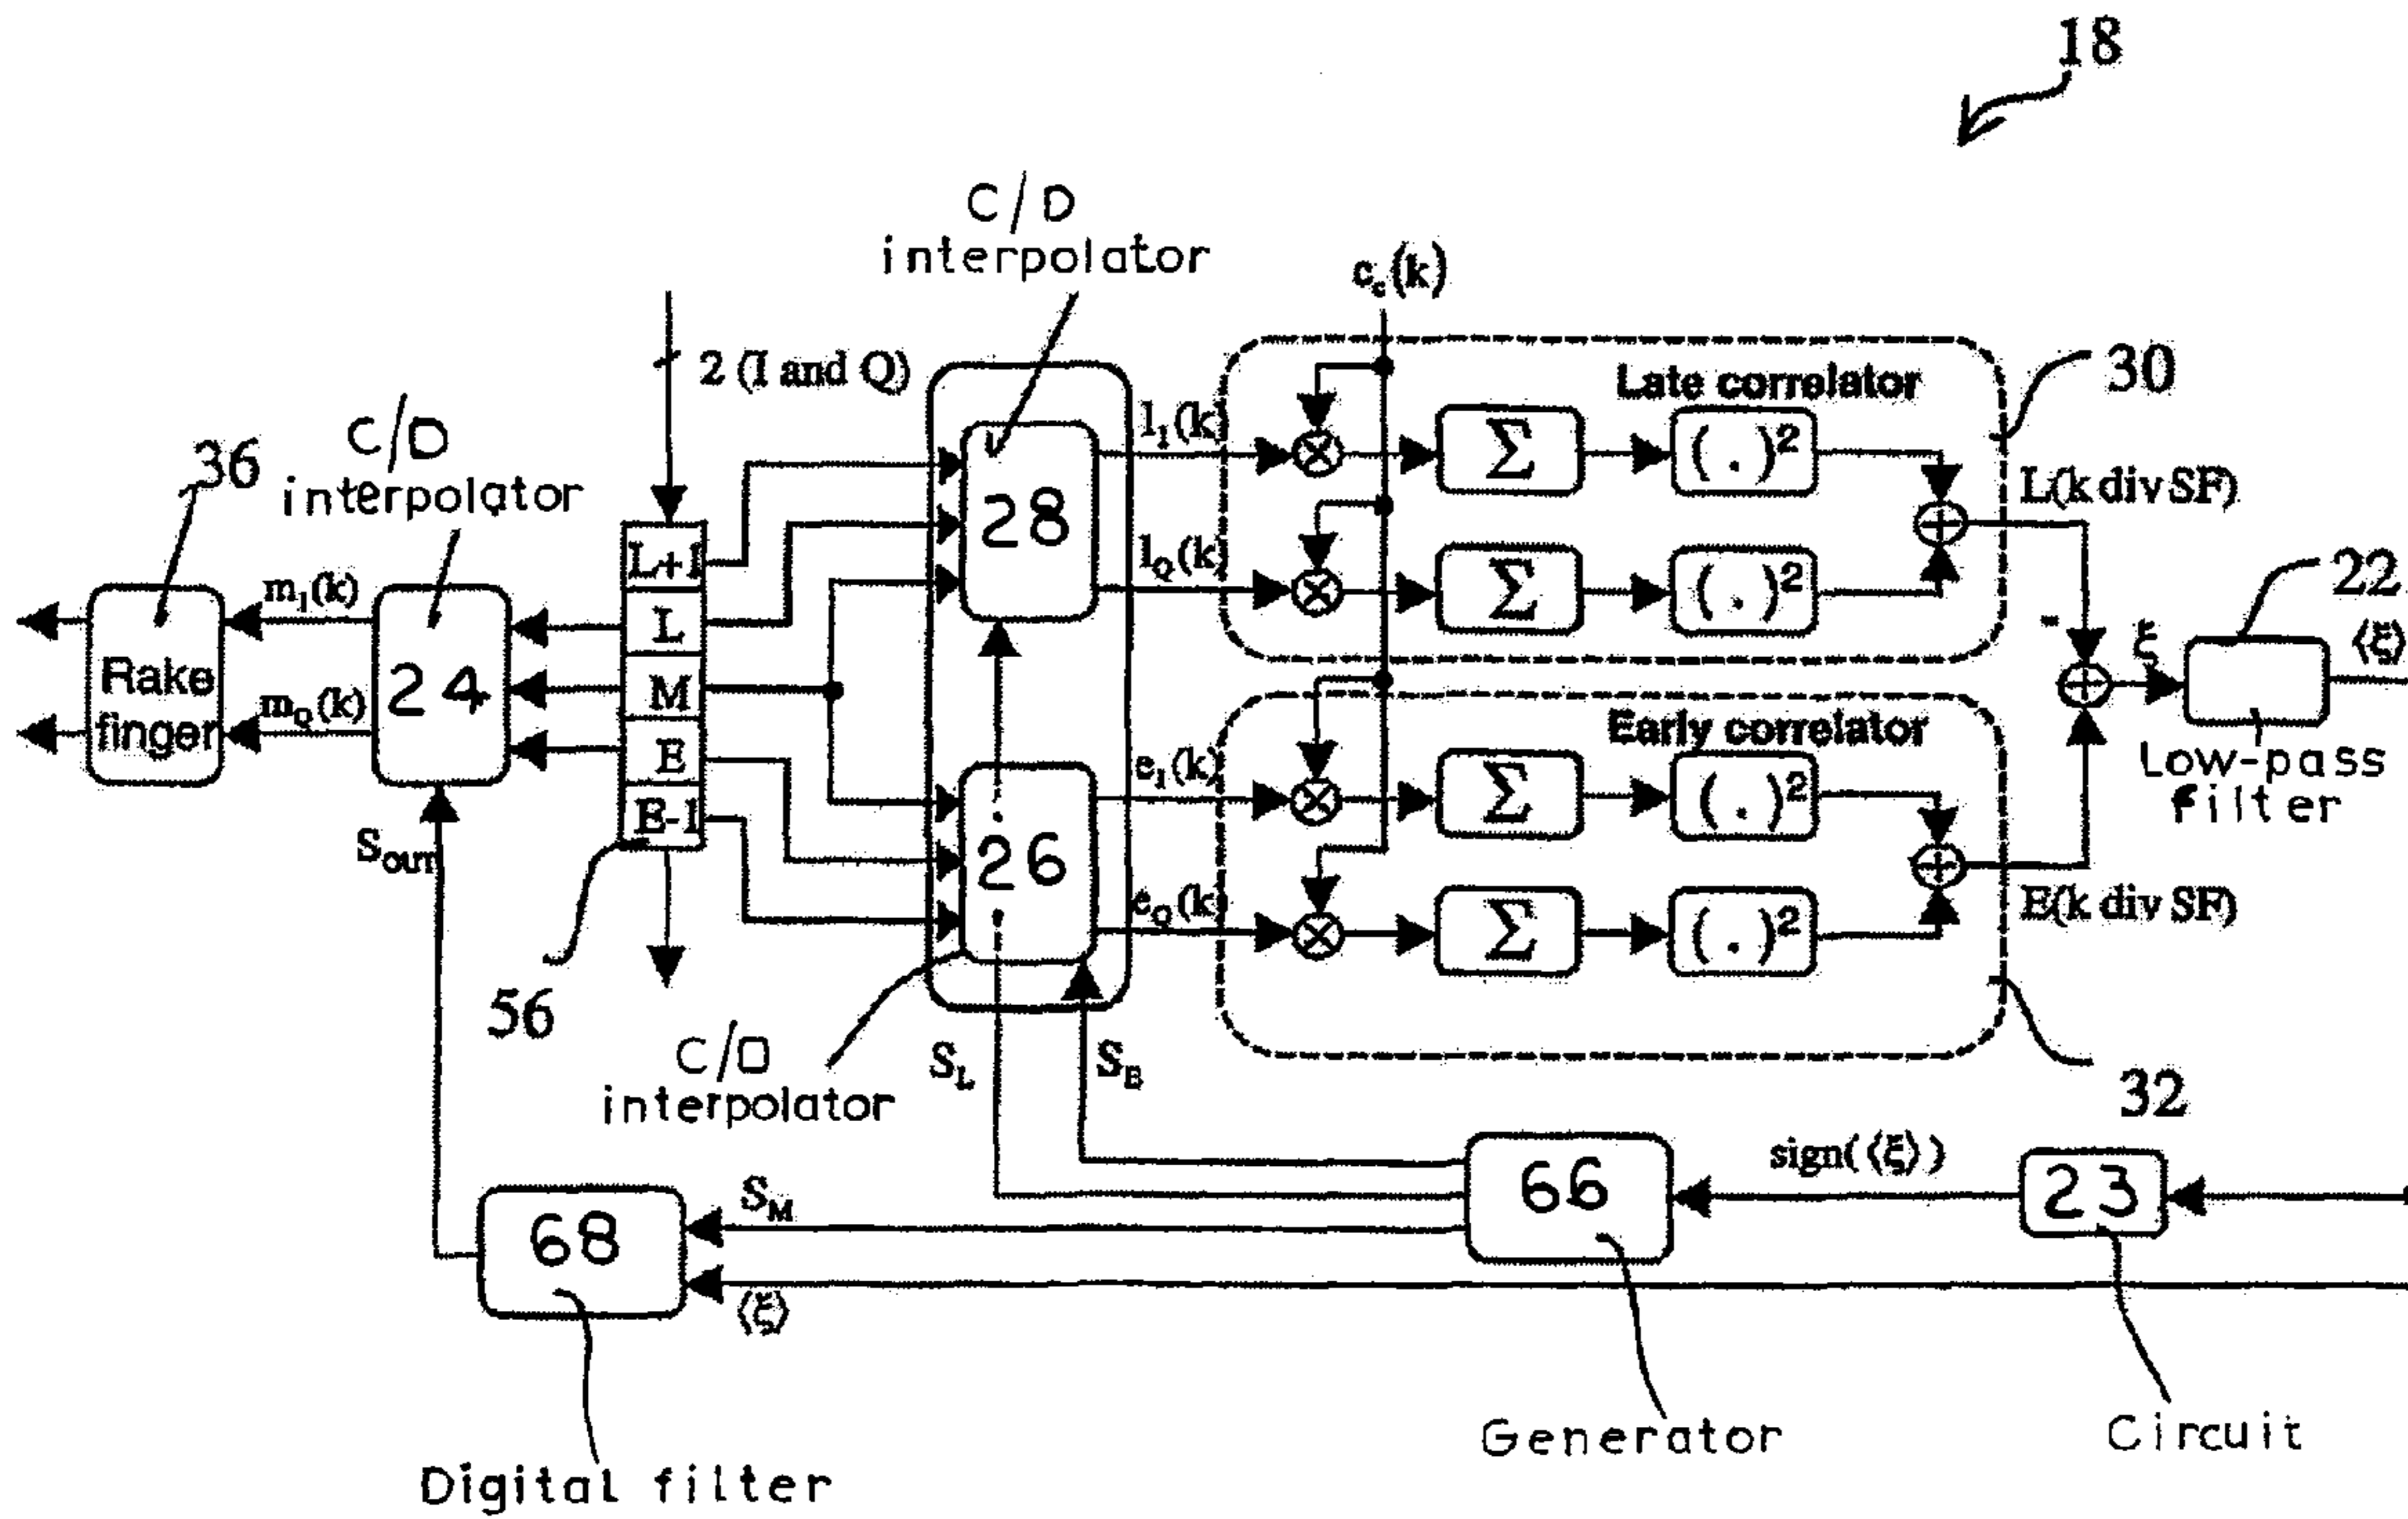 18
C/D
interpolator
c_c(k)
2 (I and Q)
Late correlator
30
C/D
interpolator
36
28
l_I(k)
Σ
(.)²
L(k div SF)
L+1
l_Q(k)
Σ
(.)²
22
⟨ξ⟩
m_I(k)
L
-
ξ
Rake
finger
24
M
m_Q(k)
Early correlator
Low-pass
filter
E
e_I(k)
Σ
(.)²
E-1
S_OUT
26
e_Q(k)
Σ
(.)²
E(k div SF)
56
C/D
interpolator
S_L
S_E
32
sign(⟨ξ⟩)
66
23
S_M
68
⟨ξ⟩
Generator
Circuit
Digital filter